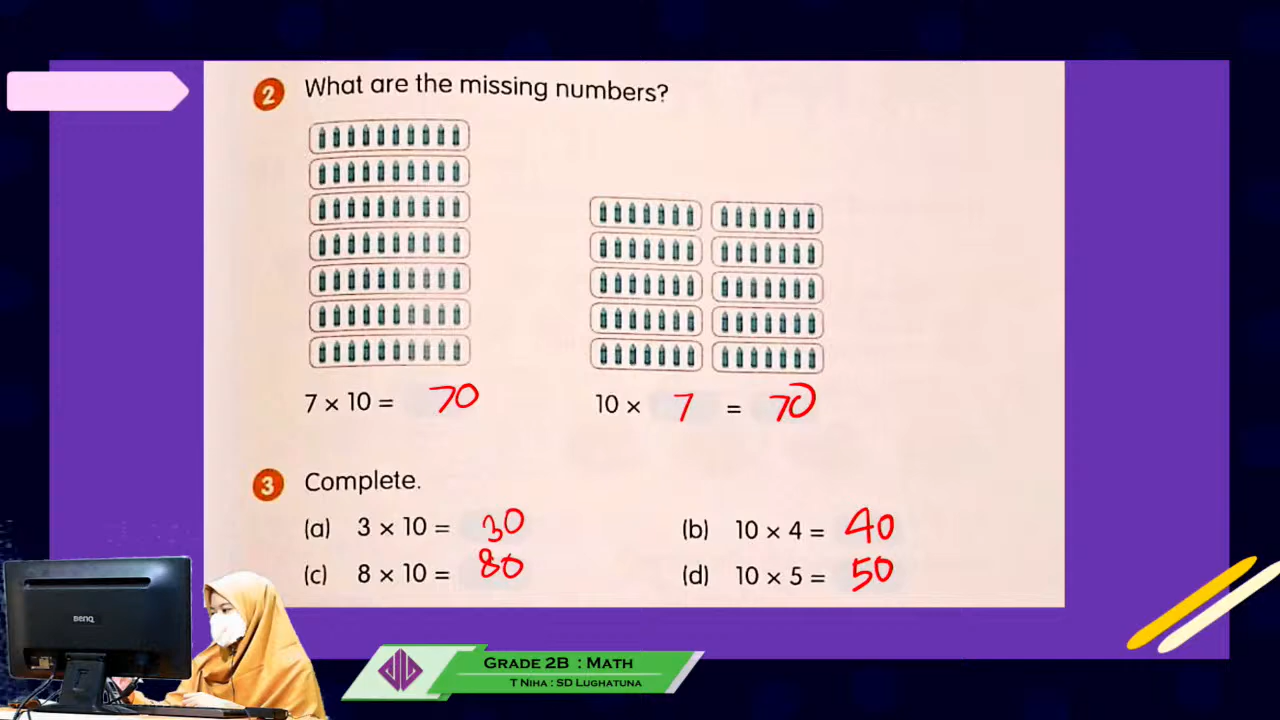 2 What are the missing numbers?
7 × 10 = 70
10 × 7 = 70
3 Complete.
(a) 3 × 10 = 30
(b) 10 × 4 = 40
(c) 8 × 10 = 80
(d) 10 × 5 = 50
BenQ
GRADE 2B : MATH
T NIHA : SD LUGHATUNA